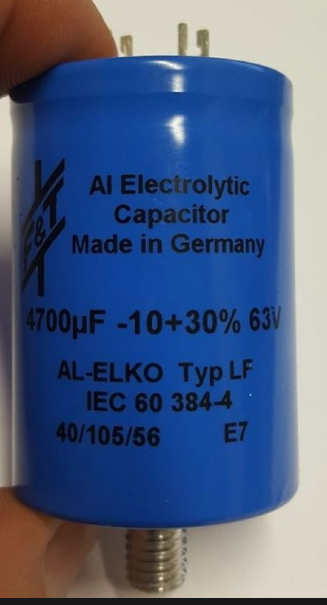 F&T
Al Electrolytic
Capacitor
Made in Germany
4700µF -10+30% 63V
AL-ELKO Typ LF
IEC 60 384-4
40/105/56 E7